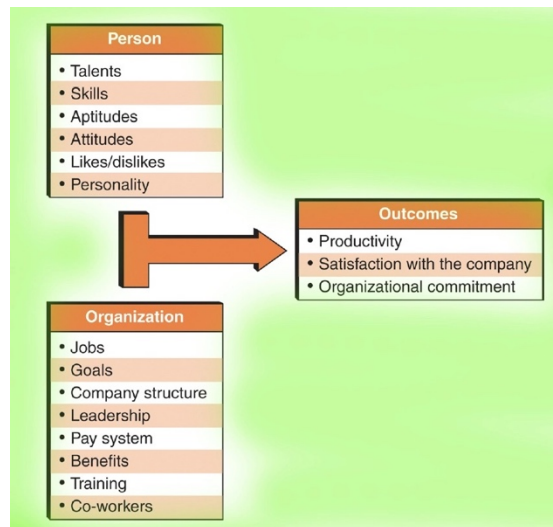 Person
• Talents
• Skills
• Aptitudes
• Attitudes
• Likes/dislikes
• Personality
Outcomes
• Productivity
• Satisfaction with the company
• Organizational commitment
Organization
• Jobs
• Goals
• Company structure
• Leadership
• Pay system
• Benefits
• Training
• Co-workers